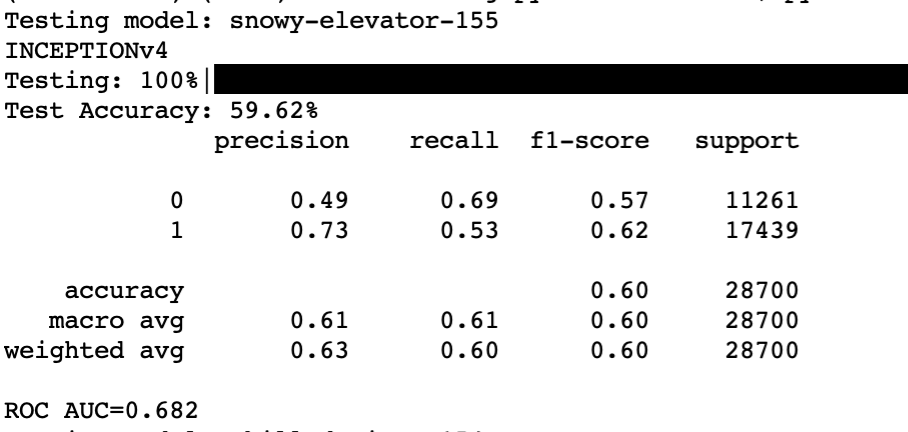 Testing model: snowy-elevator-155
INCEPTIONv4
Testing: 100%|
Test Accuracy: 59.62%
precision recall f1-score support
0 0.49 0.69 0.57 11261
1 0.73 0.53 0.62 17439
accuracy 0.60 28700
macro avg 0.61 0.61 0.60 28700
weighted avg 0.63 0.60 0.60 28700
ROC AUC=0.682